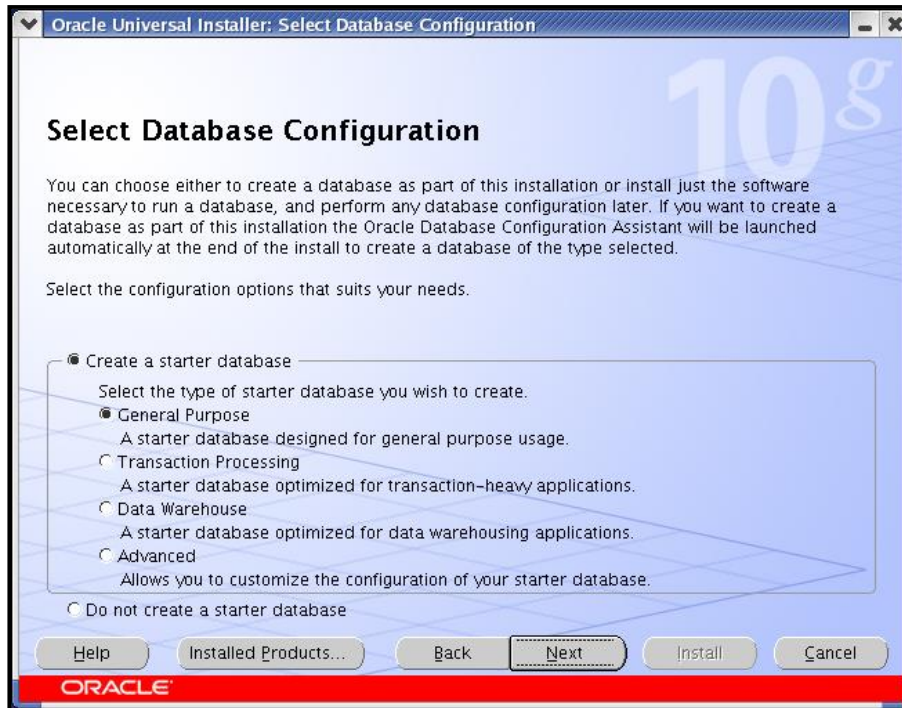 Oracle Universal Installer: Select Database Configuration
10g
Select Database Configuration
You can choose either to create a database as part of this installation or install just the software
necessary to run a database, and perform any database configuration later. If you want to create a
database as part of this installation the Oracle Database Configuration Assistant will be launched
automatically at the end of the install to create a database of the type selected.
Select the configuration options that suits your needs.
Create a starter database
Select the type of starter database you wish to create.
General Purpose
A starter database designed for general purpose usage.
Transaction Processing
A starter database optimized for transaction-heavy applications.
Data Warehouse
A starter database optimized for data warehousing applications.
Advanced
Allows you to customize the configuration of your starter database.
Do not create a starter database
Help Installed Products... Back Next Install Cancel
ORACLE